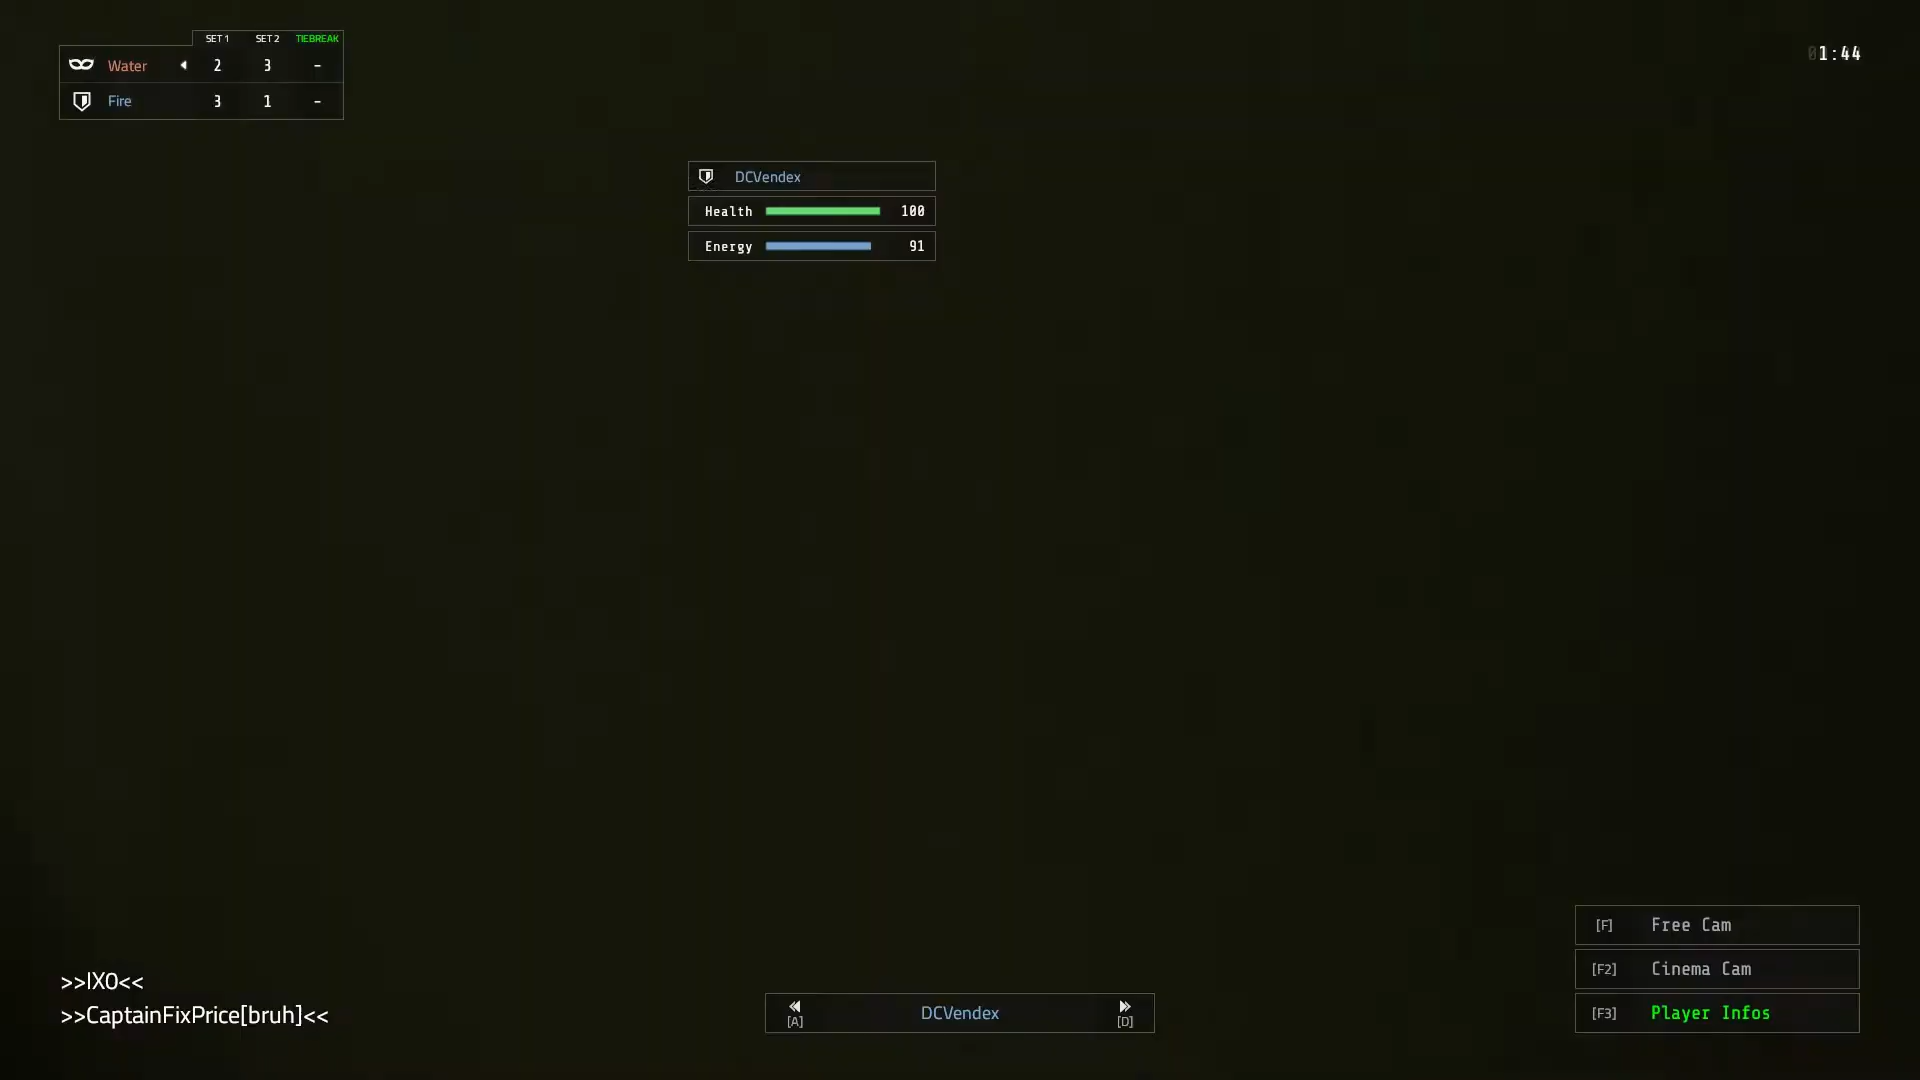 SET 1 SET 2 TIEBREAK
Water 2 3 -
Fire 3 1 -
01:44
DCVendex
Health 100
Energy 91
[F] Free Cam
[F2] Cinema Cam
[F3] Player Infos
>>IXO<<
>>CaptainFixPrice[bruh]<<
[A] DCVendex [D]